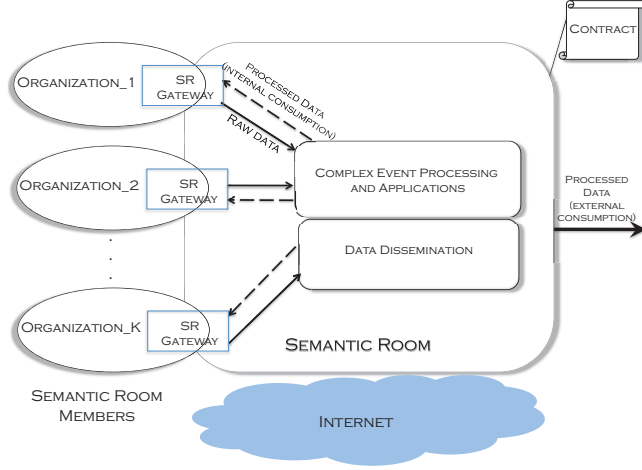 CONTRACT
ORGANIZATION_1
SR
GATEWAY
PROCESSED DATA
(INTERNAL CONSUMPTION)
RAW DATA
ORGANIZATION_2
SR
GATEWAY
COMPLEX EVENT PROCESSING
AND APPLICATIONS
PROCESSED
DATA
(EXTERNAL
CONSUMPTION)
DATA DISSEMINATION
.
.
.
ORGANIZATION_K
SR
GATEWAY
SEMANTIC ROOM
SEMANTIC ROOM
MEMBERS
INTERNET